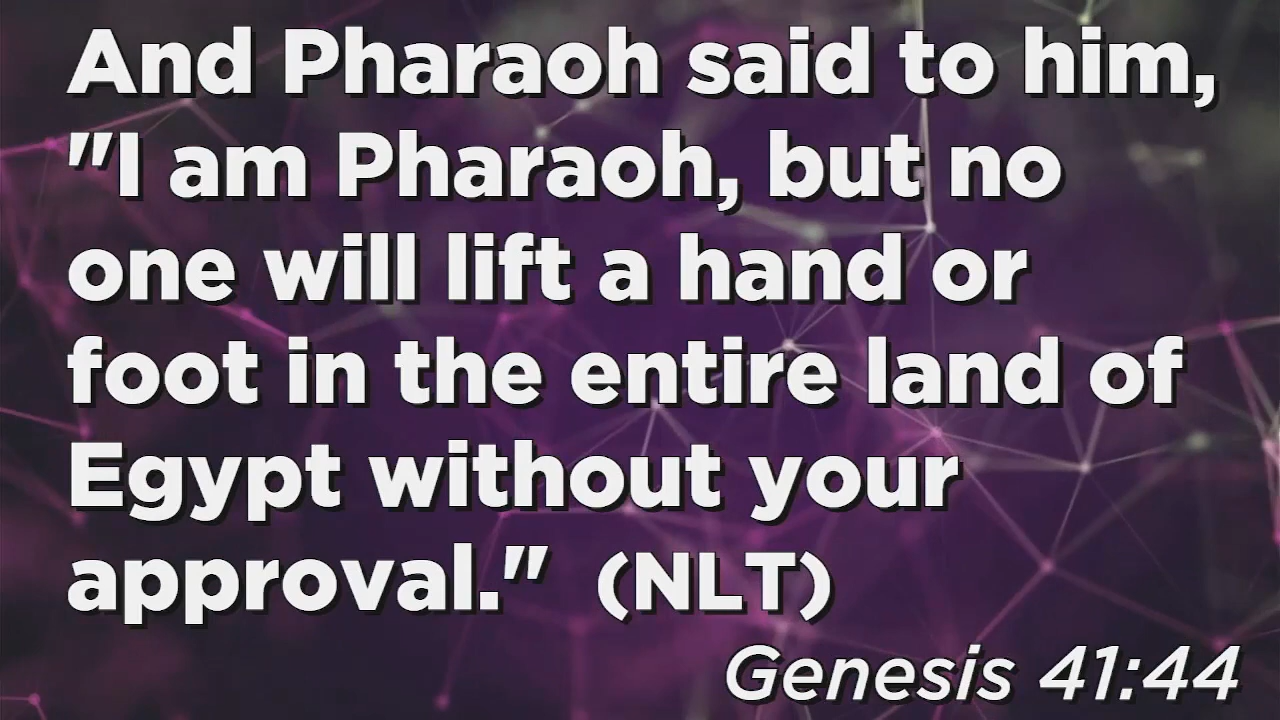 And Pharaoh said to him,
"I am Pharaoh, but no
one will lift a hand or
foot in the entire land of
Egypt without your
approval." (NLT)
Genesis 41:44